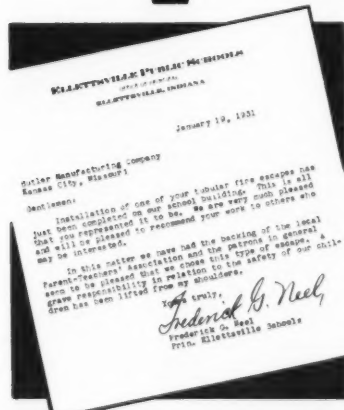 ELLETTSVILLE PUBLIC SCHOOLS
ELLETTSVILLE, INDIANA
January 19, 1931
Butler Manufacturing Company
Kansas City, Missouri
Gentlemen:
Installation of one of your tubular fire escapes has
just been completed on our school building. This is all
that you represented it to be. We are very much pleased
and will be pleased to recommend your work to others who
may be interested.
In this matter we have had the backing of the local
Parent-Teachers' Association and the patrons in general
seem to be pleased that we chose this type of escape. A
grave responsibility in relation to the safety of our chil-
dren has been lifted from my shoulders.
Yours truly,
Frederick G. Neel
Frederick G. Neel
Prin. Ellettsville Schools